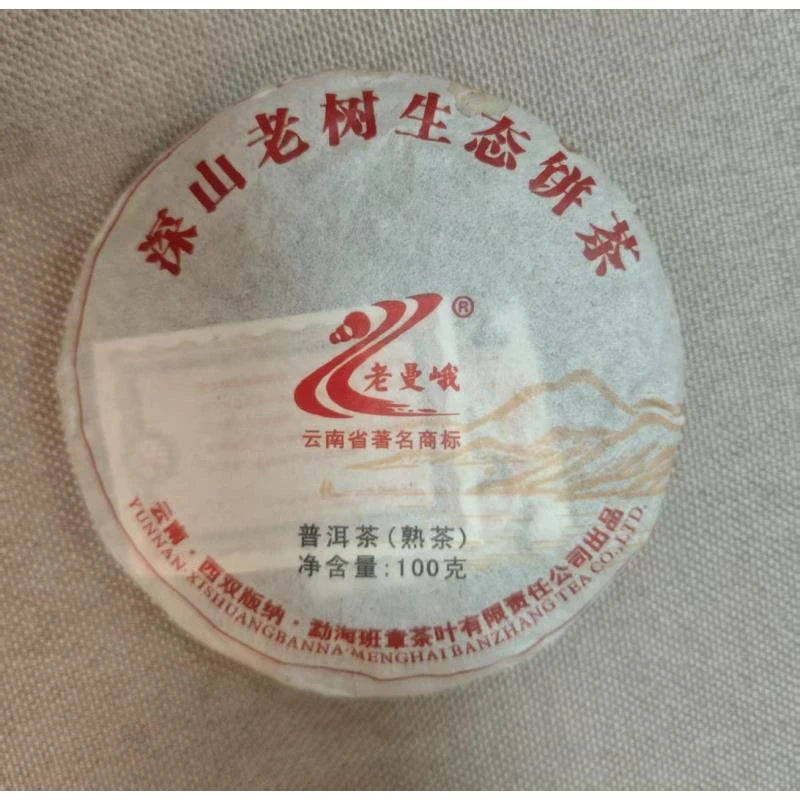 深山老树生态饼茶
®
老曼峨
云南省著名商标
普洱茶(熟茶)
净含量:100克
云南·西双版纳·勐海班章茶叶有限责任公司出品
YUNNAN·XISHUANGBANNA·MENGHAI BANZHANG TEA CO.,LTD.